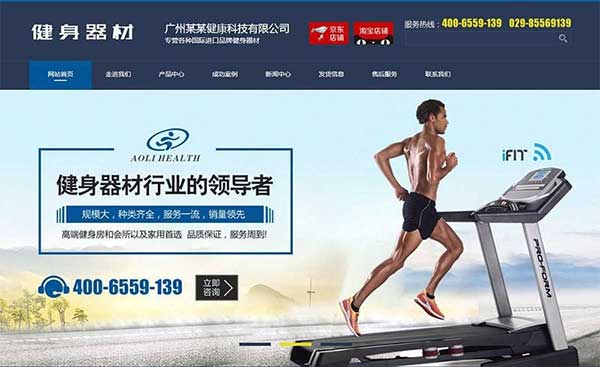 健身器材
广州某某健康科技有限公司
专营各种国际进口品牌健身器材
京东
店铺
淘宝店铺
服务热线：400-6559-139 029-85569139
网站首页 走进我们 产品中心 成功案例 新闻中心 发货信息 售后服务 联系我们
AOLI HEALTH
健身器材行业的领导者
规模大，种类齐全，服务一流，销量领先
高端健身房和会所以及家用首选 品质保证，服务周到!
400-6559-139
立即
咨询
iFIT
PRO-FORM